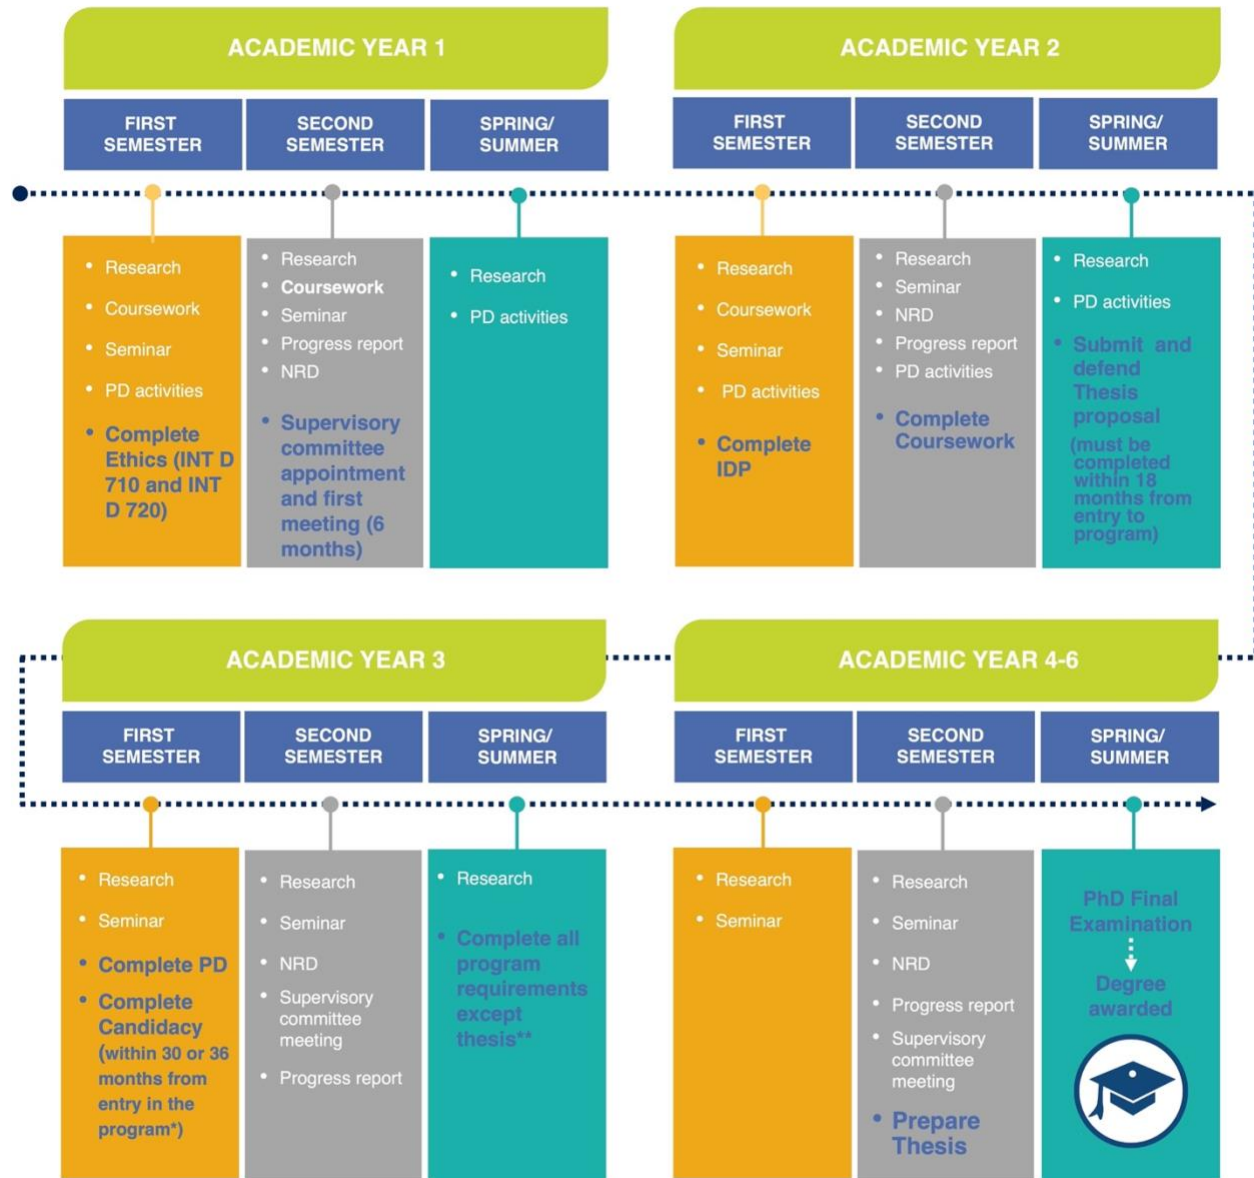 ACADEMIC YEAR 1
FIRST
SEMESTER
SECOND
SEMESTER
SPRING/
SUMMER
• Research
• Coursework
• Seminar
• PD activities
• Complete
Ethics (INT D
710 and INT
D 720)
• Research
• Coursework
• Seminar
• Progress report
• NRD
• Supervisory
committee
appointment
and first
meeting (6
months)
• Research
• PD activities
ACADEMIC YEAR 2
FIRST
SEMESTER
SECOND
SEMESTER
SPRING/
SUMMER
• Research
• Coursework
• Seminar
• PD activities
• Complete
IDP
• Research
• Seminar
• NRD
• Progress report
• PD activities
• Complete
Coursework
• Research
• PD activities
• Submit and
defend
Thesis
proposal
(must be
completed
within 18
months from
entry to
program)
ACADEMIC YEAR 3
FIRST
SEMESTER
SECOND
SEMESTER
SPRING/
SUMMER
• Research
• Seminar
• Complete PD
• Complete
Candidacy
(within 30 or 36
months from
entry in the
program*)
• Research
• Seminar
• NRD
• Supervisory
committee
meeting
• Progress report
• Research
• Complete all
program
requirements
except
thesis**
ACADEMIC YEAR 4-6
FIRST
SEMESTER
SECOND
SEMESTER
SPRING/
SUMMER
• Research
• Seminar
• Research
• Seminar
• NRD
• Progress report
• Supervisory
committee
meeting
• Prepare
Thesis
PhD Final
Examination
Degree
awarded